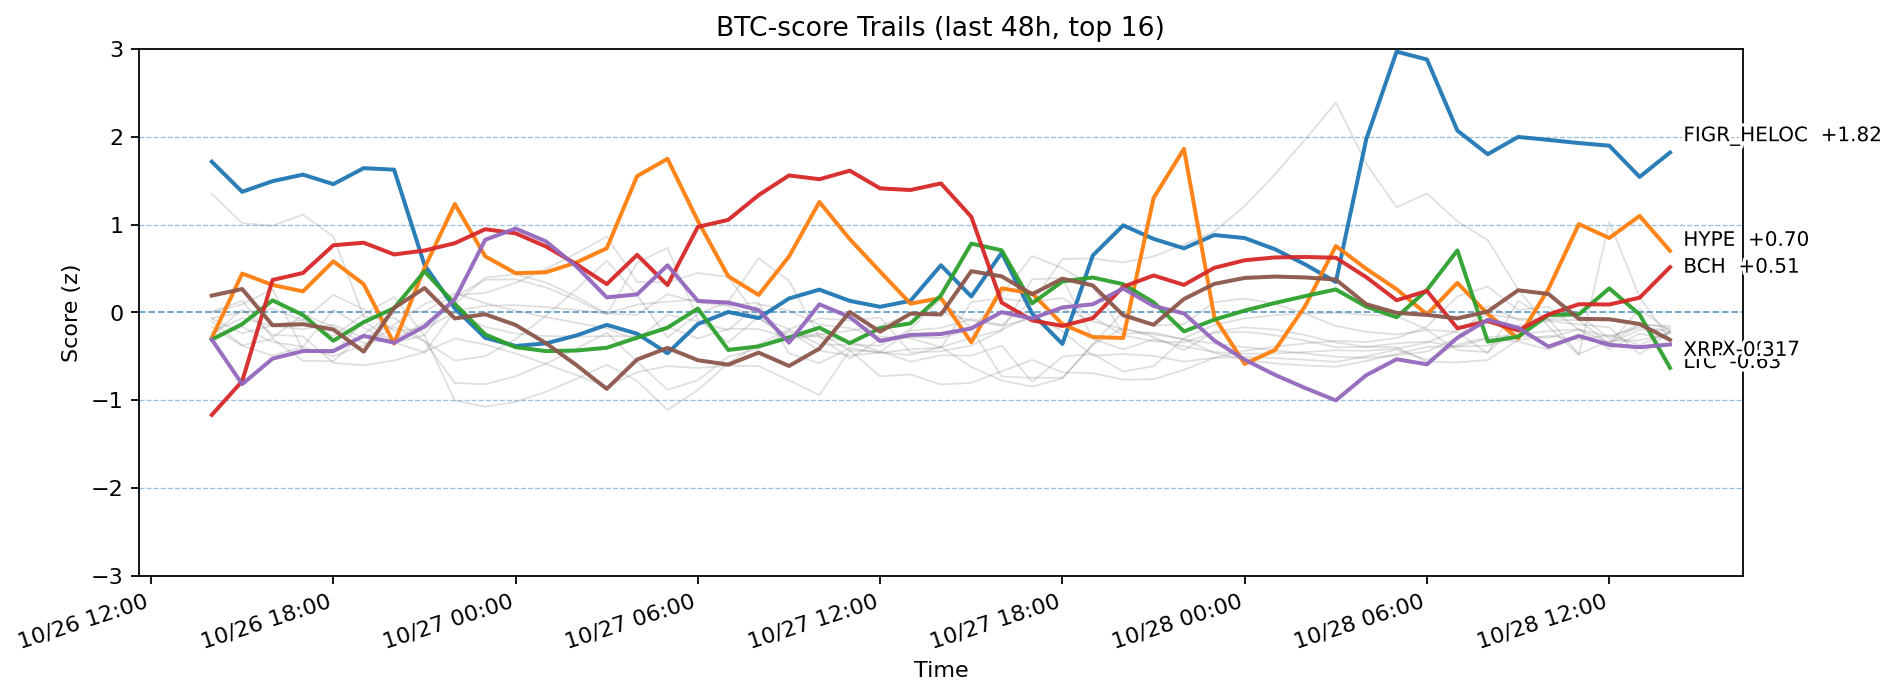 BTC-score Trails (last 48h, top 16)
Score (z)
3
2
1
0
−1
−2
−3
FIGR_HELOC +1.82
HYPE +0.70
BCH +0.51
LTC -0.63
10/26 12:00
10/26 18:00
10/27 00:00
10/27 06:00
10/27 12:00
10/27 18:00
10/28 00:00
10/28 06:00
10/28 12:00
Time